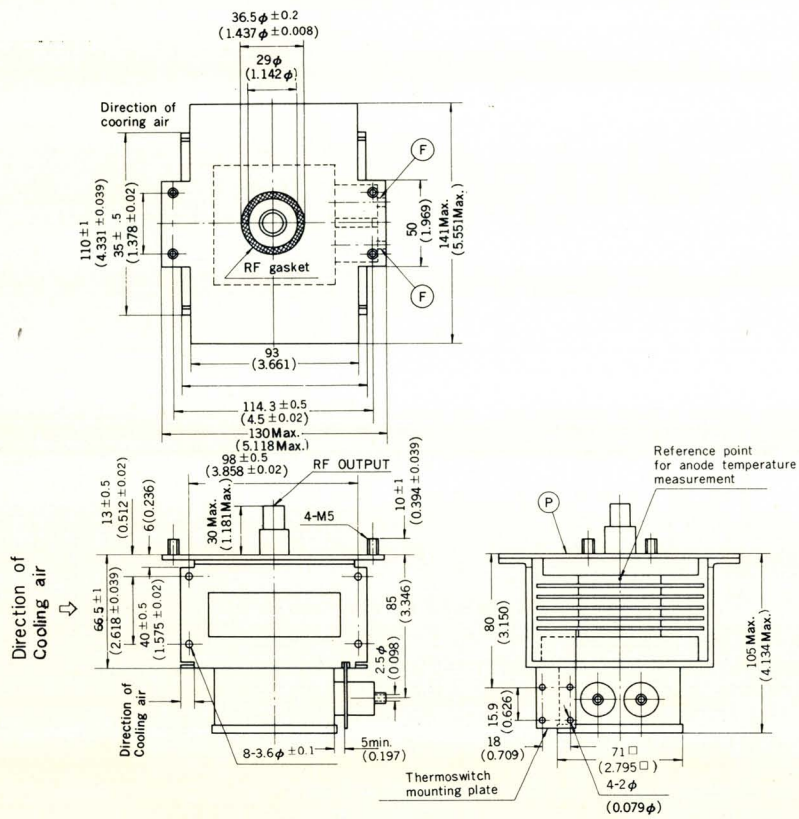 36.5ϕ±0.2
(1.437ϕ±0.008)
29ϕ
(1.142ϕ)
Direction of
cooring air
F
110±1
(4.331±0.039)
35±.5
(1.378±0.02)
50
(1.969)
141Max.
(5.551Max.)
RF gasket
F
93
(3.661)
114.3±0.5
(4.5±0.02)
130Max.
(5.118Max.)
98±0.5
(3.858±0.02)
RF OUTPUT
13±0.5
(0.512±0.02)
6(0.236)
30Max.
(1.181Max.)
4-M5
10±1
(0.394±0.039)
Reference point
for anode temperature
measurement
P
Direction of
Cooling air
66.5±1
(2.618±0.039)
40±0.5
(1.575±0.02)
85
(3.346)
2.5ϕ
(0.098)
80
(3.150)
105Max.
(4.134Max.)
Direction of
Cooling air
8-3.6ϕ±0.1
5min.
(0.197)
15.9
(0.626)
18
(0.709)
71□
(2.795□)
4-2ϕ
(0.079ϕ)
Thermoswitch
mounting plate